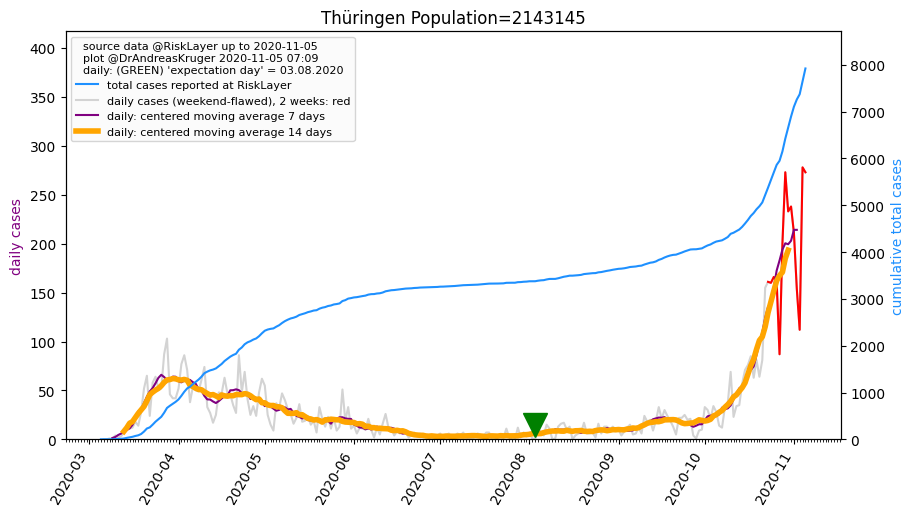 Thüringen Population=2143145
source data @RiskLayer up to 2020-11-05
plot @DrAndreasKruger 2020-11-05 07:09
daily: (GREEN) 'expectation day' = 03.08.2020
total cases reported at RiskLayer
daily cases (weekend-flawed), 2 weeks: red
daily: centered moving average 7 days
daily: centered moving average 14 days
daily cases
400
350
300
250
200
150
100
50
0
8000
7000
6000
5000
4000
3000
2000
1000
0
cumulative total cases
2020-03
2020-04
2020-05
2020-06
2020-07
2020-08
2020-09
2020-10
2020-11